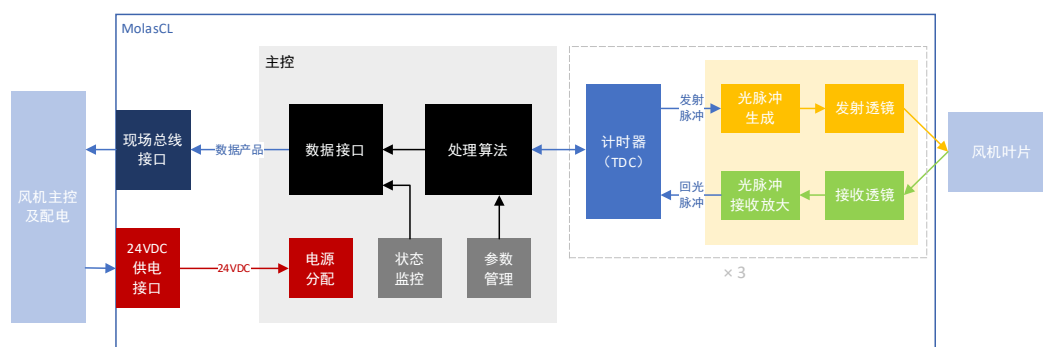 MolasCL
主控
风机主控
及配电
现场总线
接口
数据产品
数据接口
处理算法
计时器
（TDC）
发射
脉冲
光脉冲
生成
发射透镜
回光
脉冲
光脉冲
接收放大
接收透镜
风机叶片
24VDC
供电
接口
24VDC
电源
分配
状态
监控
参数
管理
× 3